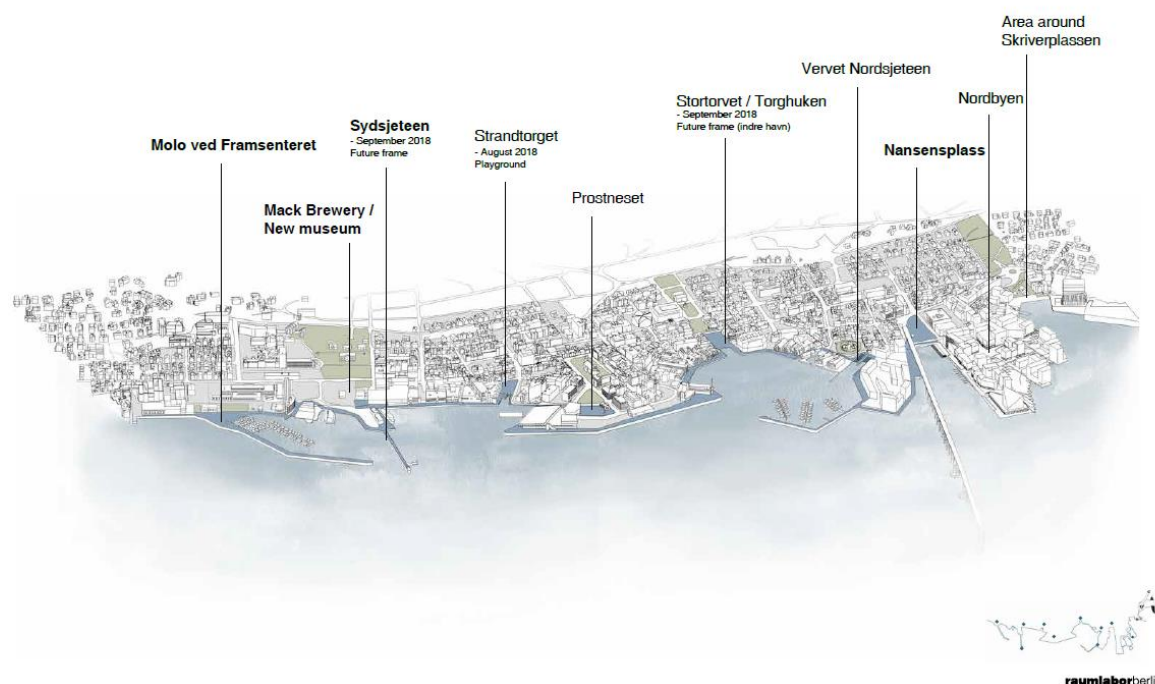 Area around
Skriverplassen
Vervet Nordsjeteen
Nordbyen
Stortorvet / Torghuken
- September 2018
Future frame (indre havn)
Sydsjeteen
- September 2018
Future frame
Strandtorget
- August 2018
Playground
Molo ved Framsenteret
Nansensplass
Prostneset
Mack Brewery /
New museum
raumlaborberli